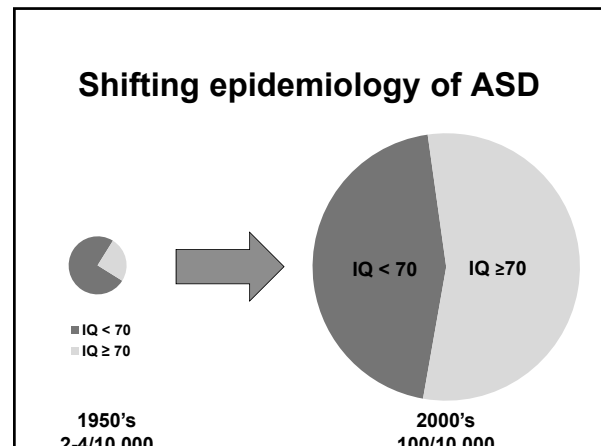 Shifting epidemiology of ASD
IQ < 70
IQ ≥70
IQ < 70
IQ ≥ 70
1950's
2000's
2-4/10,000
100/10,000